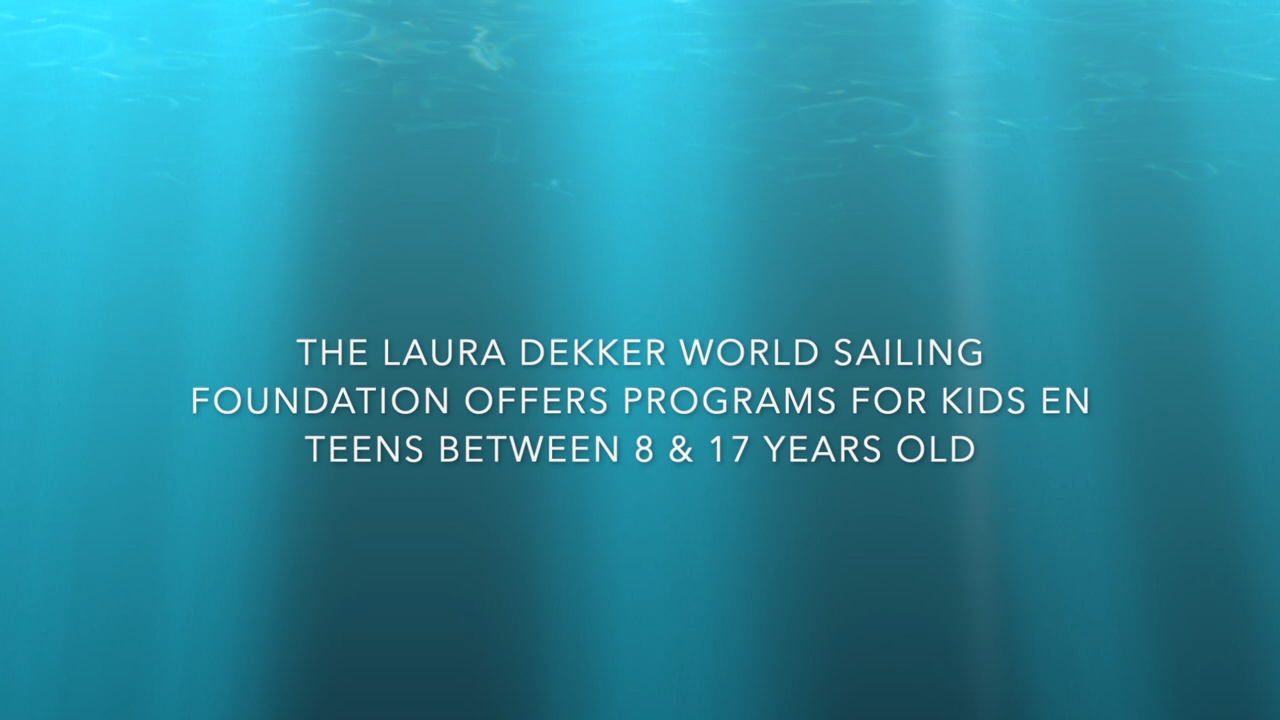 THE LAURA DEKKER WORLD SAILING
FOUNDATION OFFERS PROGRAMS FOR KIDS EN
TEENS BETWEEN 8 & 17 YEARS OLD